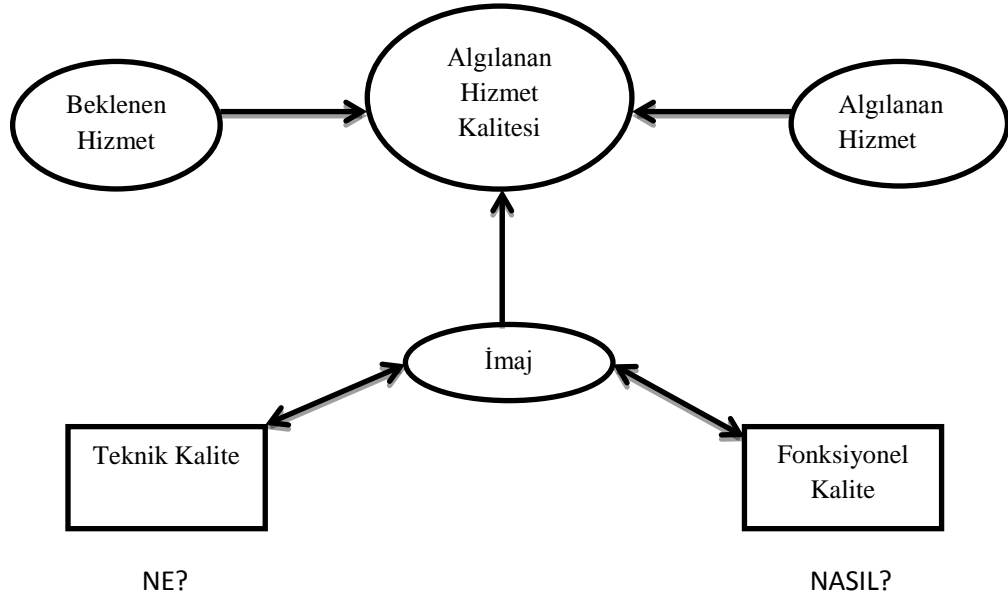 Beklenen
Hizmet
Algılanan
Hizmet
Kalitesi
Algılanan
Hizmet
İmaj
Teknik Kalite
Fonksiyonel
Kalite
NE?
NASIL?